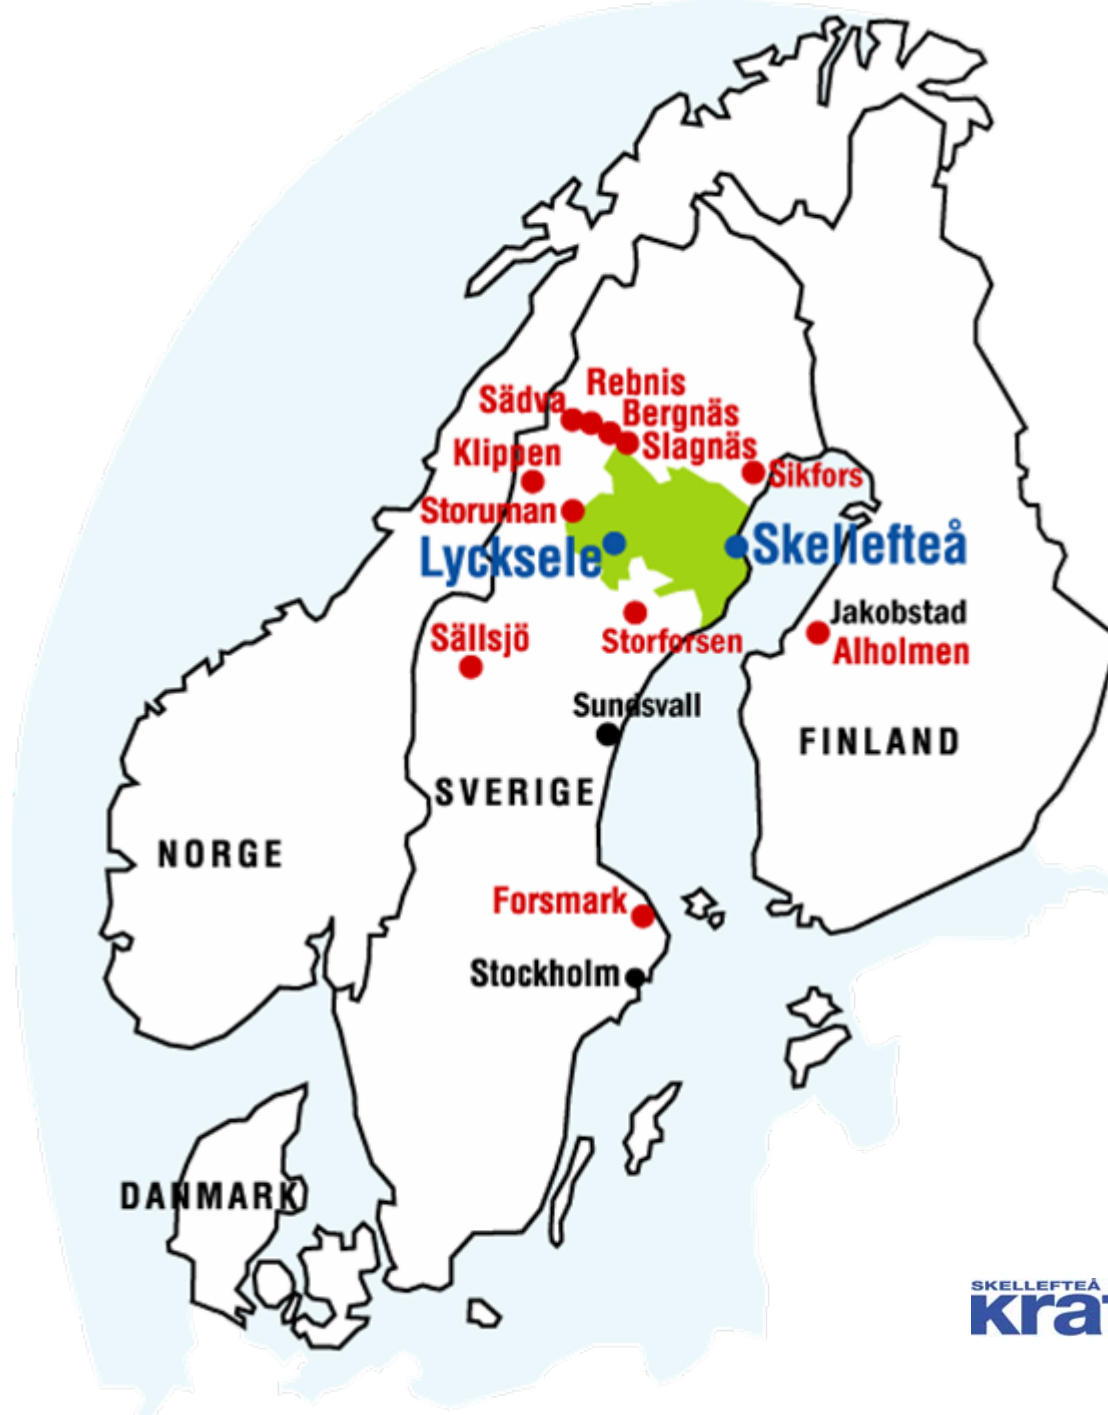 Rebnis
Sädva
Bergnäs
Slagnäs
Klippen
Sikfors
Storuman
Lycksele
Skellefteå
Jakobstad
Sällsjö
Storforsen
Alholmen
Sundsvall
FINLAND
SVERIGE
NORGE
Forsmark
Stockholm
DANMARK
SKELLEFTEÅ